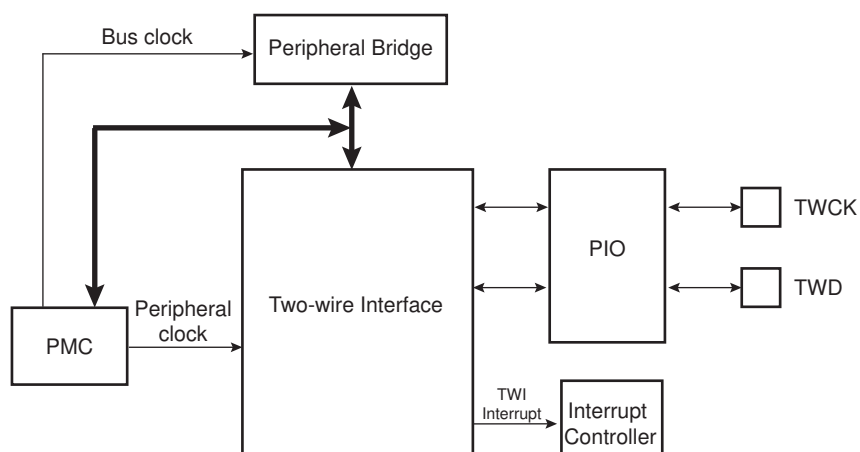 Bus clock
Peripheral Bridge
TWCK
PIO
Two-wire Interface
TWD
Peripheral
clock
PMC
TWI
Interrupt
Interrupt
Controller